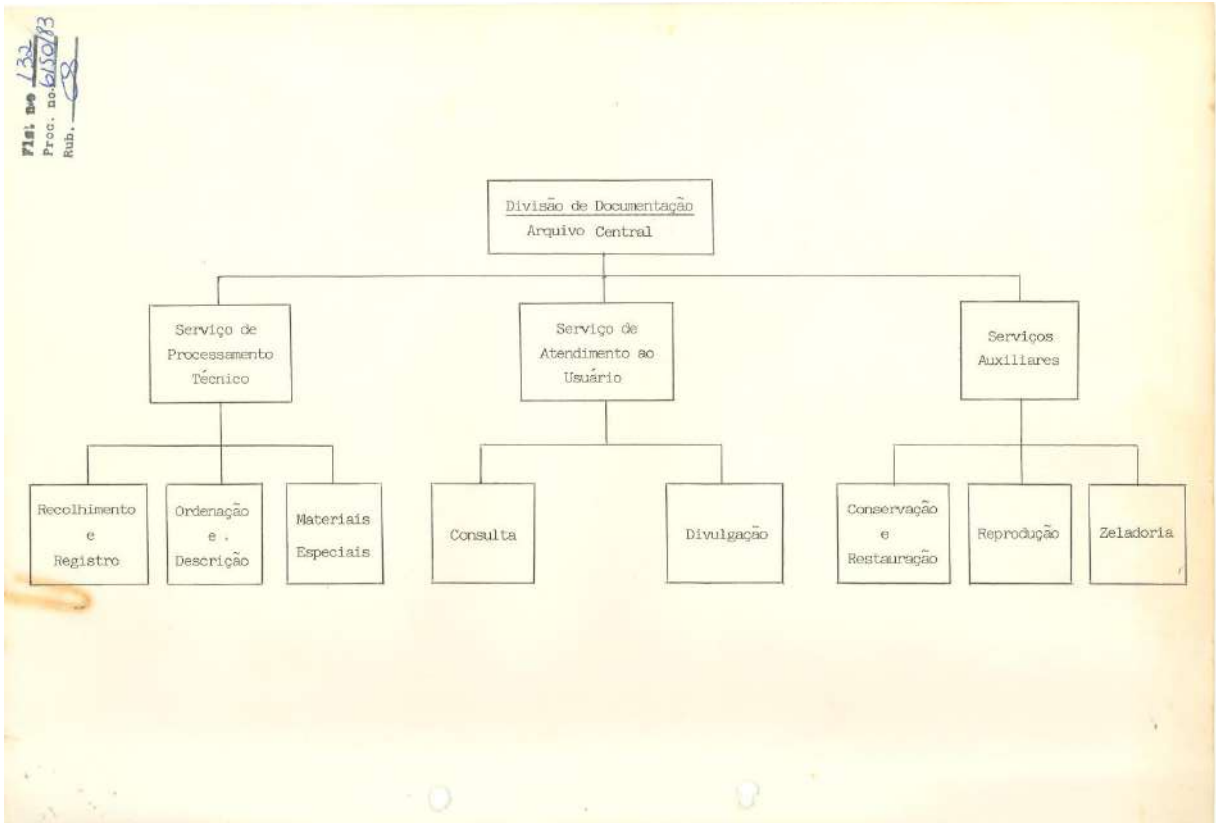 Fls. no 132
Proc. no. 6150/83
Rub.
Divisão de Documentação
Arquivo Central
Serviço de
Processamento
Técnico
Serviço de
Atendimento ao
Usuário
Serviços
Auxiliares
Recolhimento
e
Registro
Ordenação
e .
Descrição
Materiais
Especiais
Consulta
Divulgação
Conservação
e
Restauração
Reprodução
Zeladoria